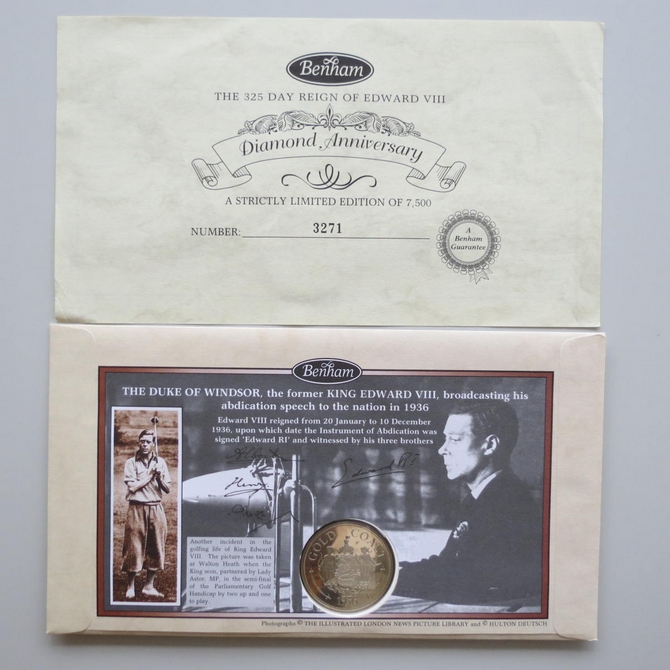 Benham
THE 325 DAY REIGN OF EDWARD VIII
Diamond Anniversary
A STRICTLY LIMITED EDITION OF 7,500
NUMBER: 3271
A
Benham
Guarantee
Benham
THE DUKE OF WINDSOR, the former KING EDWARD VIII, broadcasting his
abdication speech to the nation in 1936
Edward VIII reigned from 20 January to 10 December
1936, upon which date the Instrument of Abdication was
signed 'Edward RI' and witnessed by his three brothers
Albert
Henry.
Edward RI
Another incident in the
golfing life of King Edward
VIII. The picture was taken
at Walton Heath when the
King won, partnered by Lady
Astor, MP, in the semi-final
of the Parliamentary Golf
Handicap by two up and one
to play.
GOLD COAST
Photographs © THE ILLUSTRATED LONDON NEWS PICTURE LIBRARY and © HULTON DEUTSCH